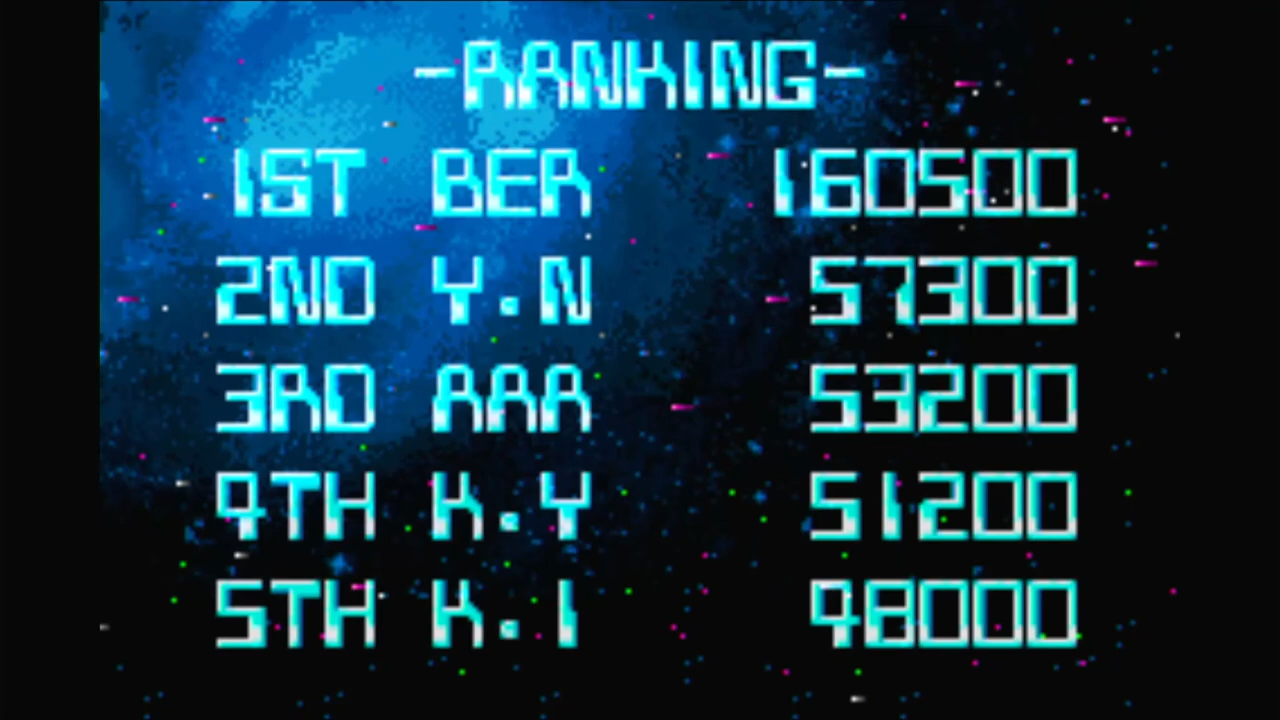 -RANKING-
1ST BER 160500
2ND Y.N 57300
3RD AAA 53200
4TH K.Y 51200
5TH K.I 48000